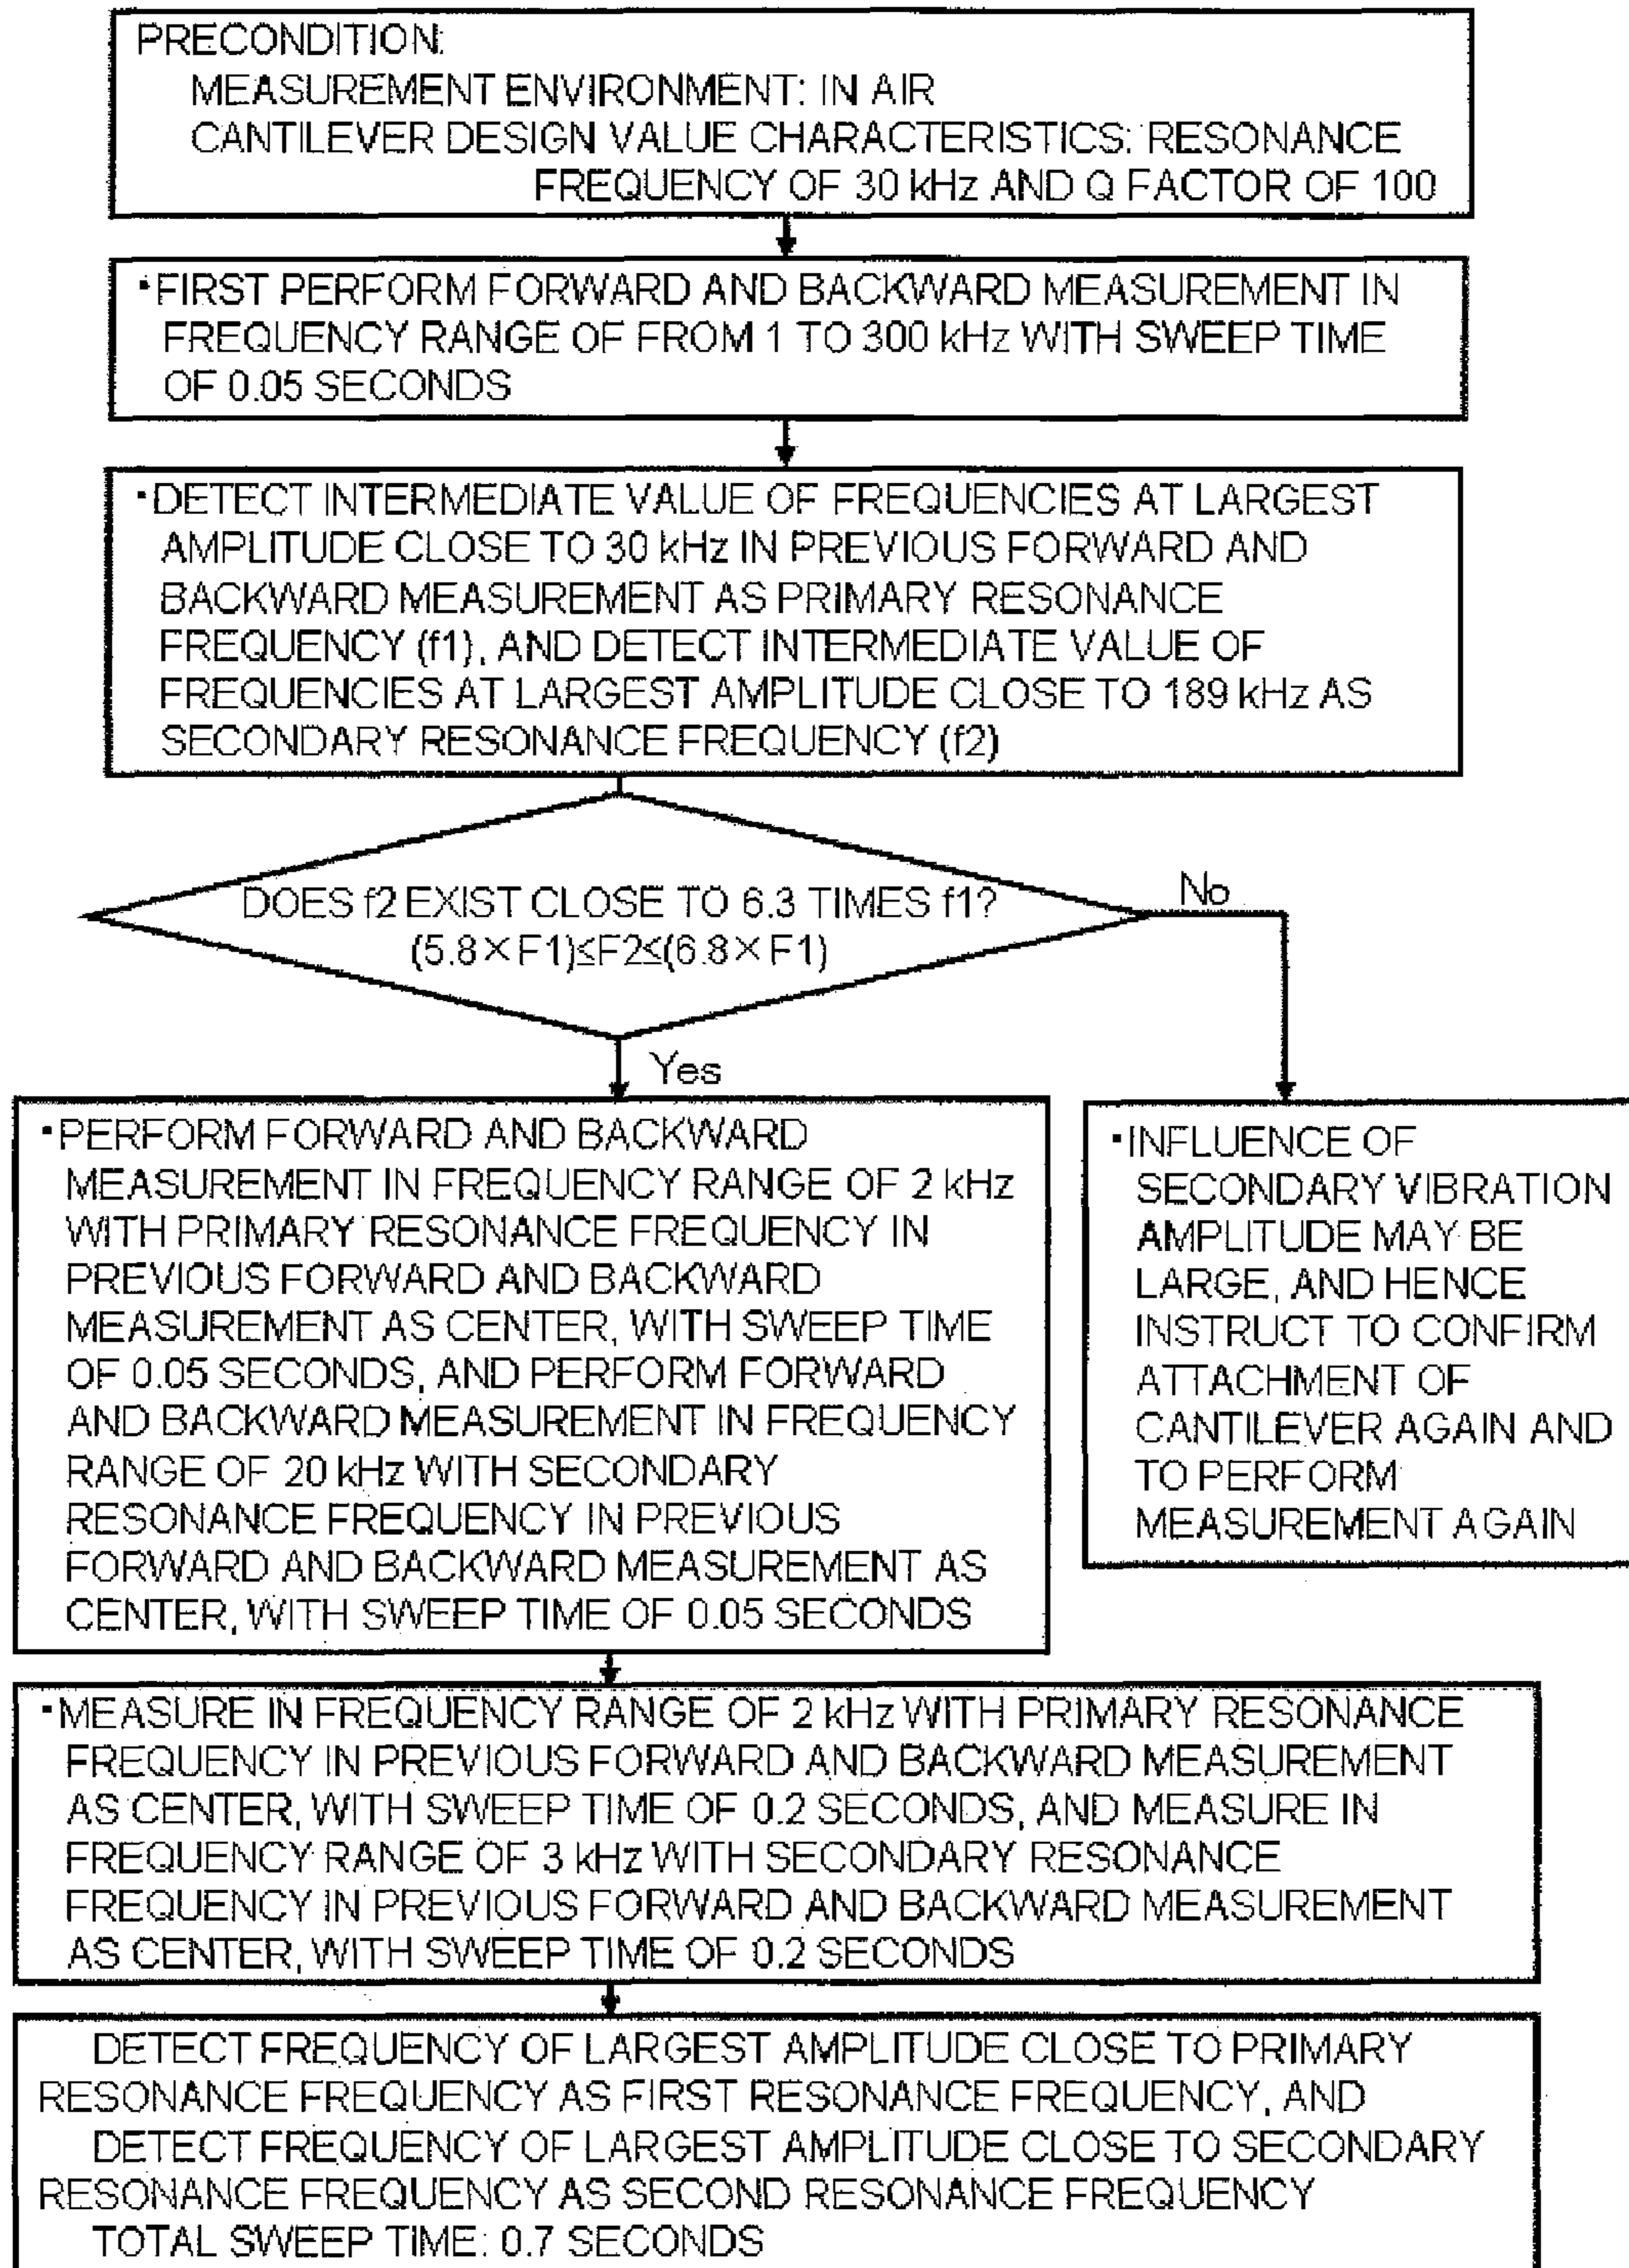 PRECONDITION:
MEASUREMENT ENVIRONMENT: IN AIR
CANTILEVER DESIGN VALUE CHARACTERISTICS: RESONANCE
FREQUENCY OF 30 kHz AND Q FACTOR OF 100
▪FIRST PERFORM FORWARD AND BACKWARD MEASUREMENT IN
FREQUENCY RANGE OF FROM 1 TO 300 kHz WITH SWEEP TIME
OF 0.05 SECONDS
▪DETECT INTERMEDIATE VALUE OF FREQUENCIES AT LARGEST
AMPLITUDE CLOSE TO 30 kHz IN PREVIOUS FORWARD AND
BACKWARD MEASUREMENT AS PRIMARY RESONANCE
FREQUENCY (f1), AND DETECT INTERMEDIATE VALUE OF
FREQUENCIES AT LARGEST AMPLITUDE CLOSE TO 189 kHz AS
SECONDARY RESONANCE FREQUENCY (f2)
DOES f2 EXIST CLOSE TO 6.3 TIMES f1?
(5.8×F1)≤F2≤(6.8×F1)
No
Yes
▪PERFORM FORWARD AND BACKWARD
MEASUREMENT IN FREQUENCY RANGE OF 2 kHz
WITH PRIMARY RESONANCE FREQUENCY IN
PREVIOUS FORWARD AND BACKWARD
MEASUREMENT AS CENTER, WITH SWEEP TIME
OF 0.05 SECONDS, AND PERFORM FORWARD
AND BACKWARD MEASUREMENT IN FREQUENCY
RANGE OF 20 kHz WITH SECONDARY
RESONANCE FREQUENCY IN PREVIOUS
FORWARD AND BACKWARD MEASUREMENT AS
CENTER, WITH SWEEP TIME OF 0.05 SECONDS
▪INFLUENCE OF
SECONDARY VIBRATION
AMPLITUDE MAY BE
LARGE, AND HENCE
INSTRUCT TO CONFIRM
ATTACHMENT OF
CANTILEVER AGAIN AND
TO PERFORM
MEASUREMENT AGAIN
▪MEASURE IN FREQUENCY RANGE OF 2 kHz WITH PRIMARY RESONANCE
FREQUENCY IN PREVIOUS FORWARD AND BACKWARD MEASUREMENT
AS CENTER, WITH SWEEP TIME OF 0.2 SECONDS, AND MEASURE IN
FREQUENCY RANGE OF 3 kHz WITH SECONDARY RESONANCE
FREQUENCY IN PREVIOUS FORWARD AND BACKWARD MEASUREMENT
AS CENTER, WITH SWEEP TIME OF 0.2 SECONDS
DETECT FREQUENCY OF LARGEST AMPLITUDE CLOSE TO PRIMARY
RESONANCE FREQUENCY AS FIRST RESONANCE FREQUENCY, AND
DETECT FREQUENCY OF LARGEST AMPLITUDE CLOSE TO SECONDARY
RESONANCE FREQUENCY AS SECOND RESONANCE FREQUENCY
TOTAL SWEEP TIME: 0.7 SECONDS